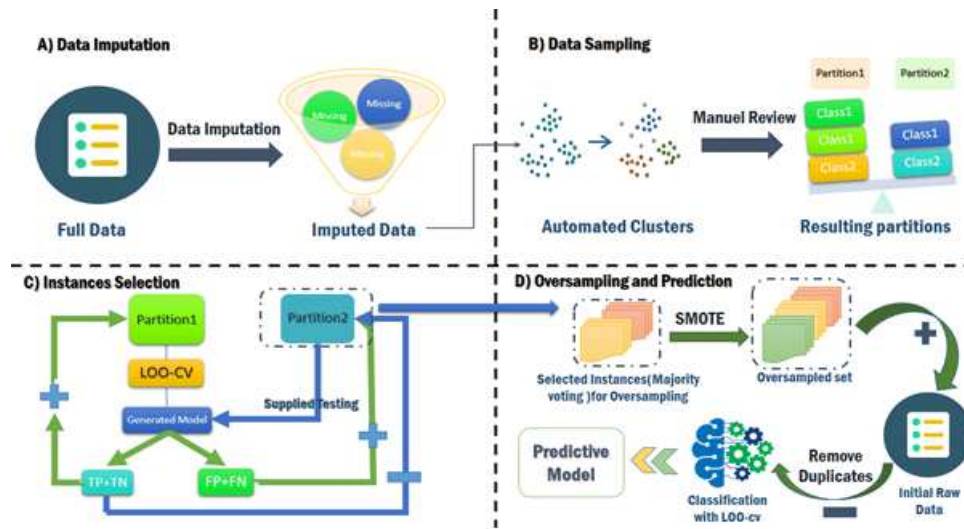 A) Data Imputation
Data Imputation
Missing
Missing
Missing
Full Data
Imputed Data
B) Data Sampling
Partition1
Partition2
Manuel Review
Class1
Class1
Class2
Class1
Class2
Automated Clusters
Resulting partitions
C) Instances Selection
Partition1
Partition2
LOO-CV
Generated Model
Supplied Testing
TP+TN
FP+FN
D) Oversampling and Prediction
SMOTE
Selected Instances(Majority
voting )for Oversampling
Oversampled set
Predictive
Model
Classification
with LOO-cv
Remove
Duplicates
Initial Raw
Data